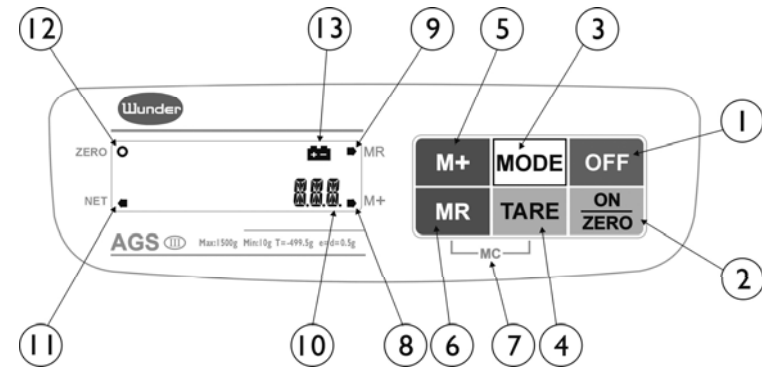 12 13 9 5 3
Wunder
1
ZERO MR
M+ MODE OFF
NET M+
MR TARE ON
ZERO
AGS III Max:1500g Min:10g T=-499.5g e=d=0.5g
MC
2
11 10 8 6 7 4